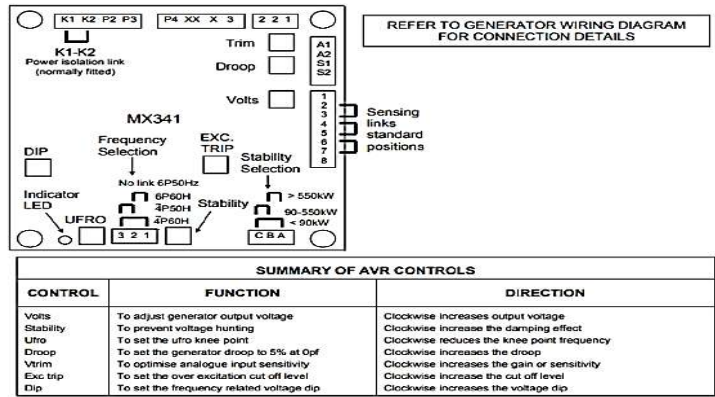 K1 K2 P2 P3
P4 XX X 3
2 2 1
REFER TO GENERATOR WIRING DIAGRAM
FOR CONNECTION DETAILS
K1-K2
Power isolation link
(normally fitted)
Trim
Droop
A1
A2
S1
S2
Volts
1
2
3
4
5
6
7
8
Sensing
links
standard
positions
MX341
Frequency
Selection
EXC.
TRIP
DIP
Stability
Selection
No link 6P50Hz
6P60H
4P50H
4P60H
> 550kW
90-550kW
< 90kW
Indicator
LED
UFRO
Stability
3 2 1
C B A
SUMMARY OF AVR CONTROLS
CONTROL FUNCTION DIRECTION
Volts To adjust generator output voltage Clockwise increases output voltage
Stability To prevent voltage hunting Clockwise increase the damping effect
Ufro To set the ufro knee point Clockwise reduces the knee point frequency
Droop To set the generator droop to 5% at 0pf Clockwise increases the droop
Vtrim To optimise analogue input sensitivity Clockwise increases the gain or sensitivity
Exc trip To set the over excitation cut off level Clockwise increase the cut off level
Dip To set the frequency related voltage dip Clockwise increases the voltage dip